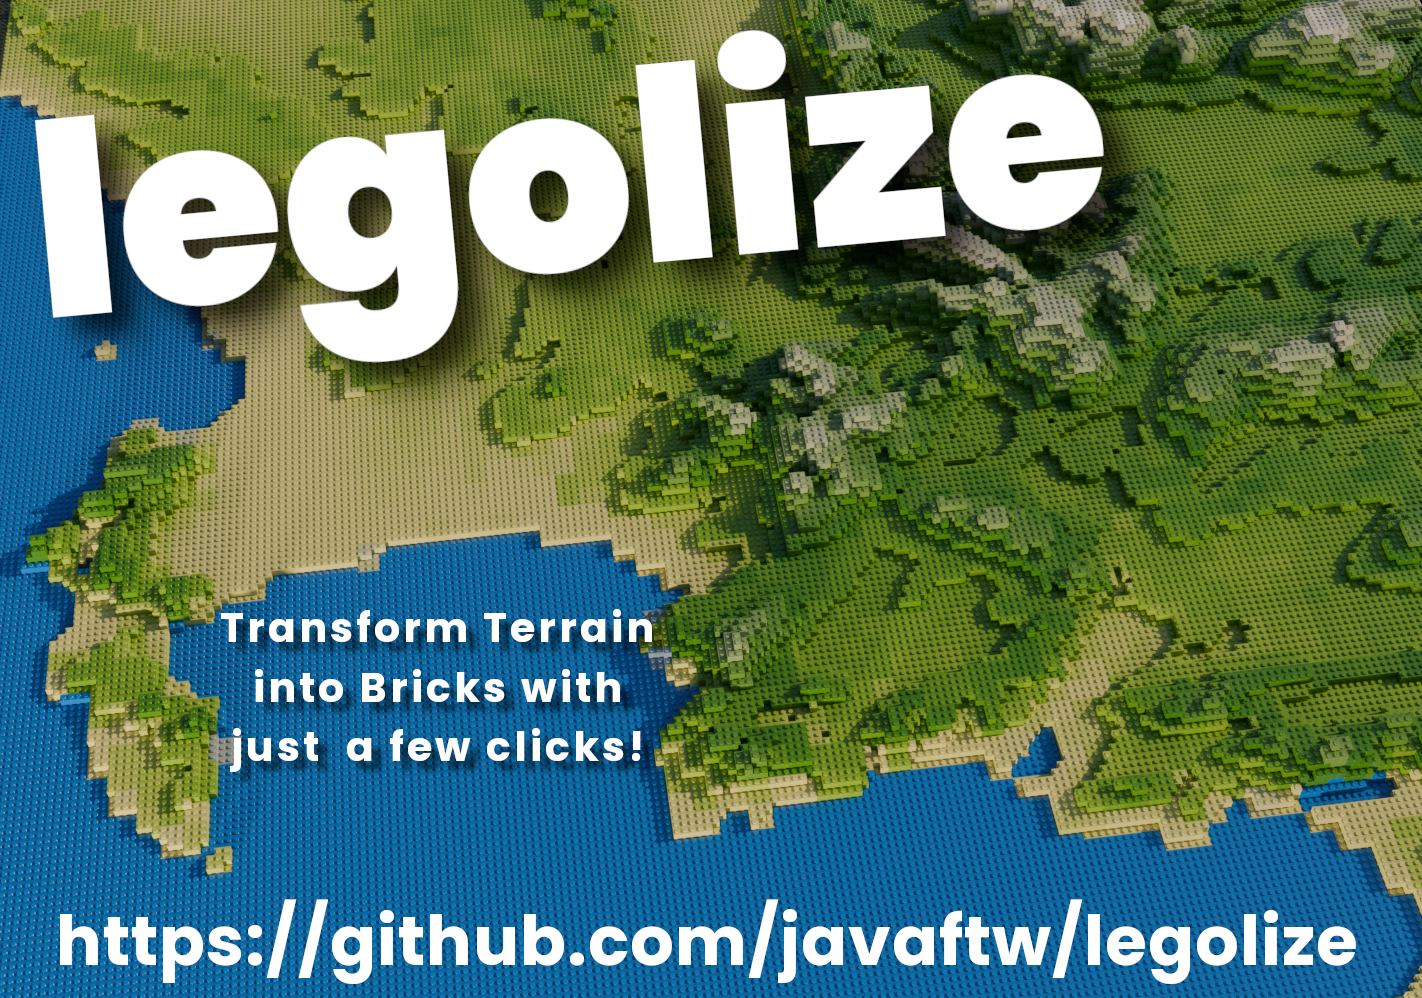 legolize
Transform Terrain
into Bricks with
just  a few clicks!
https://github.com/javaftw/legolize